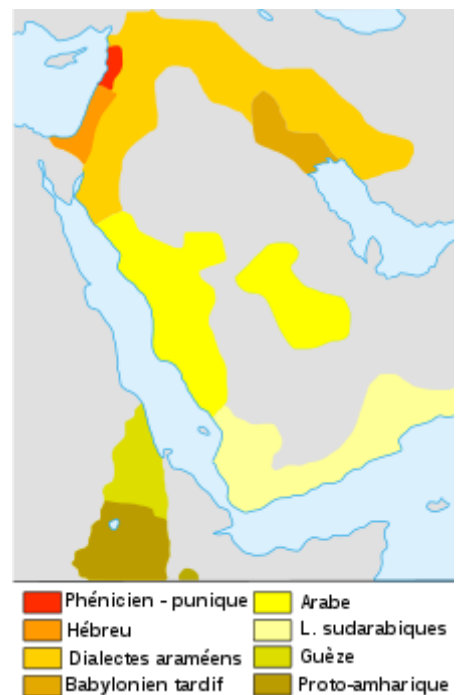 Phénicien - punique
Hébreu
Dialectes araméens
Babylonien tardif
Arabe
L. sudarabiques
Guèze
Proto-amharique